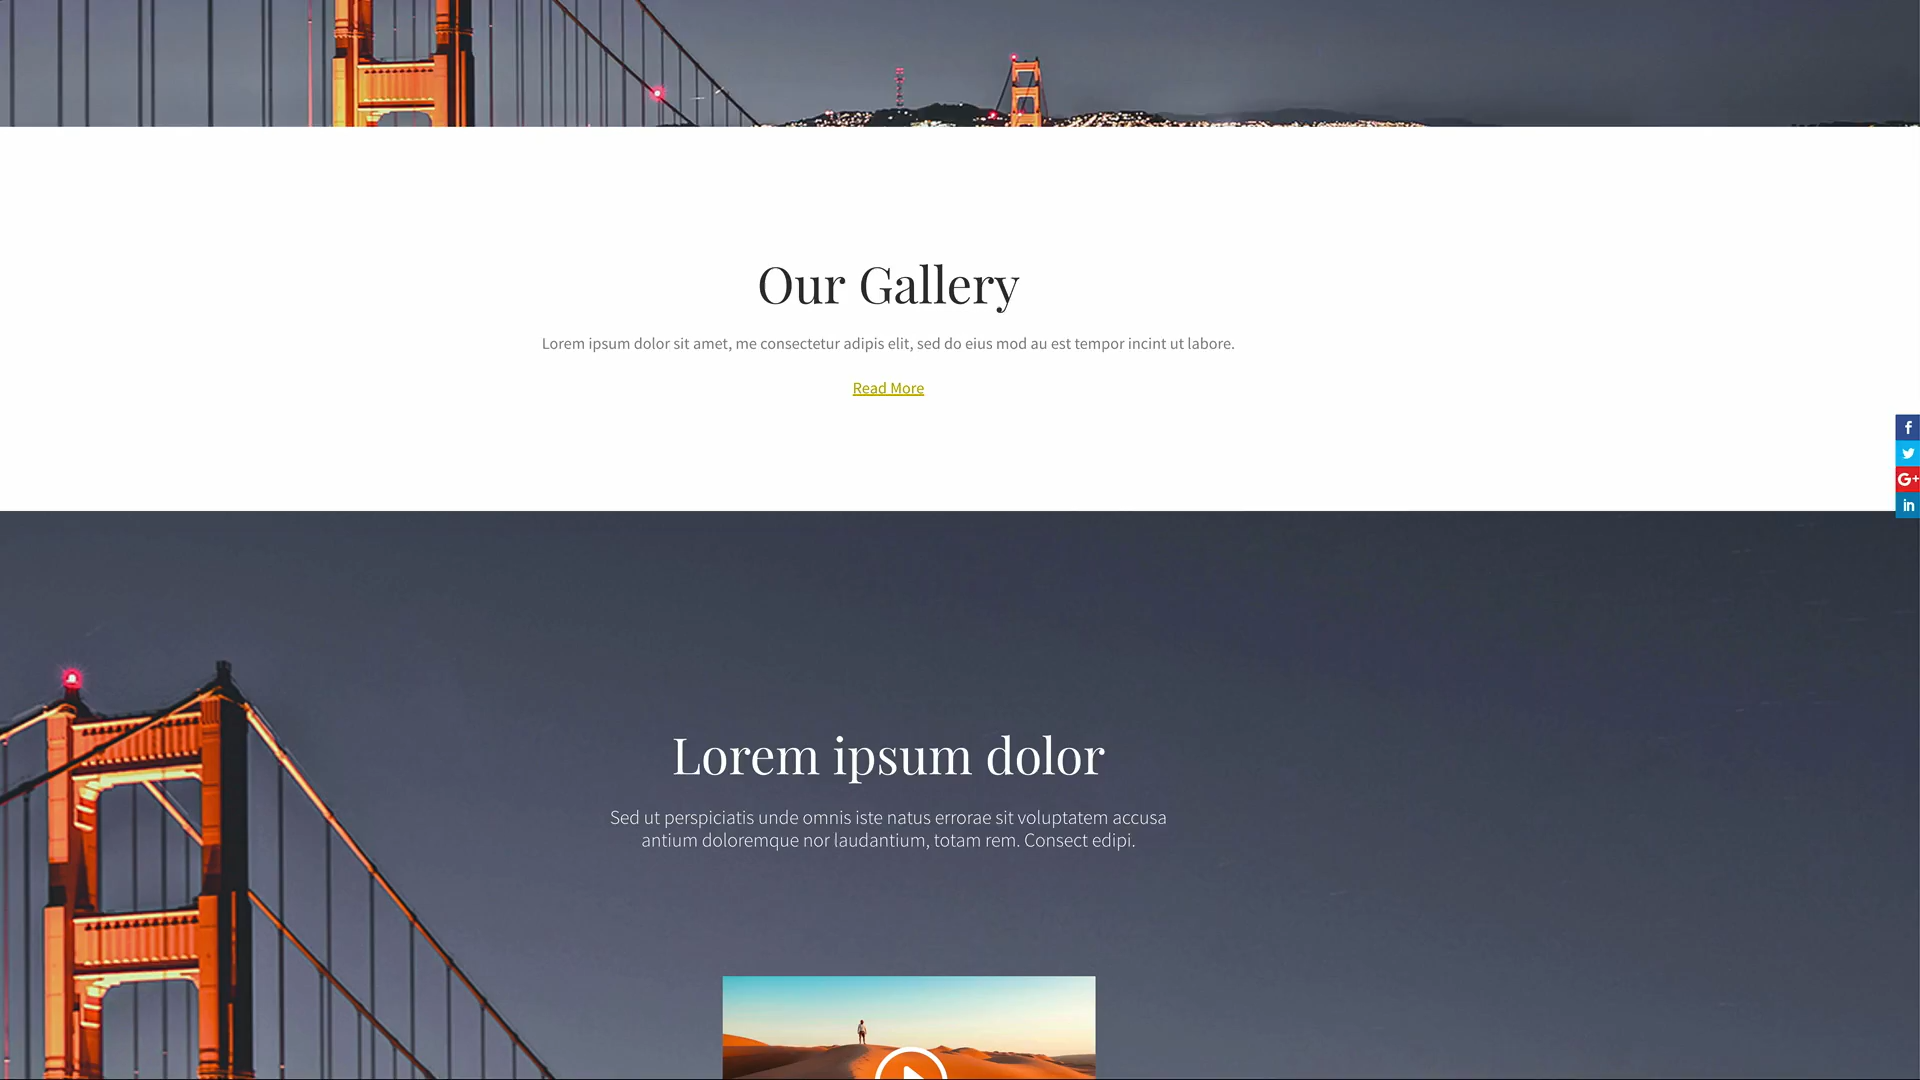 Our Gallery
Lorem ipsum dolor sit amet, me consectetur adipis elit, sed do eius mod au est tempor incint ut labore.
Read More
f
G+
in
Lorem ipsum dolor
Sed ut perspiciatis unde omnis iste natus errorae sit voluptatem accusa
antium doloremque nor laudantium, totam rem. Consect edipi.